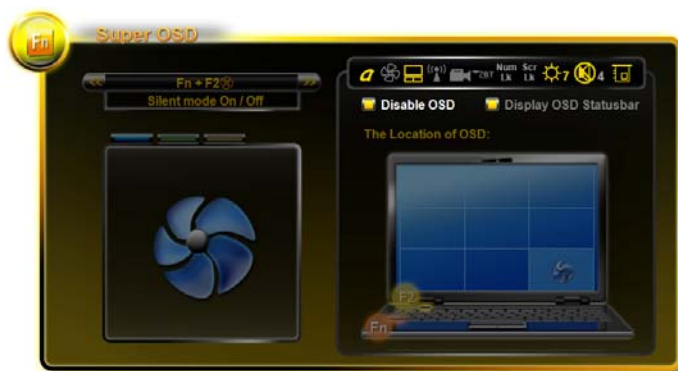 Fn
Super OSD
Fn + F2
Silent mode On / Off
a
Num Lk
Scr Lk
7
4
Disable OSD
Display OSD Statusbar
The Location of OSD:
F2
Fn